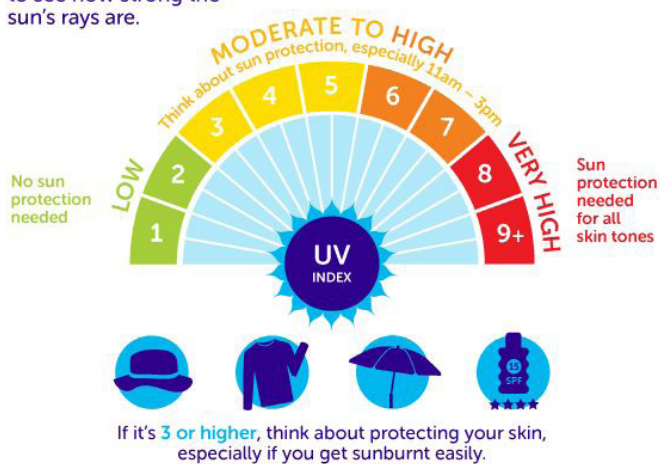 sun's rays are.
MODERATE TO HIGH
Think about sun protection, especially 11am – 3pm
LOW
VERY HIGH
No sun
protection
needed
1
2
3
4
5
6
7
8
9+
Sun
protection
needed
for all
skin tones
UV
INDEX
15
SPF
If it's 3 or higher, think about protecting your skin,
especially if you get sunburnt easily.